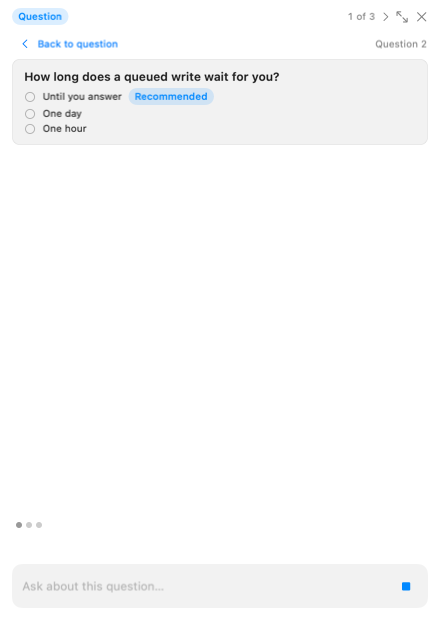 Question
1 of 3
Back to question
Question 2
How long does a queued write wait for you?
Until you answer Recommended
One day
One hour
Ask about this question...